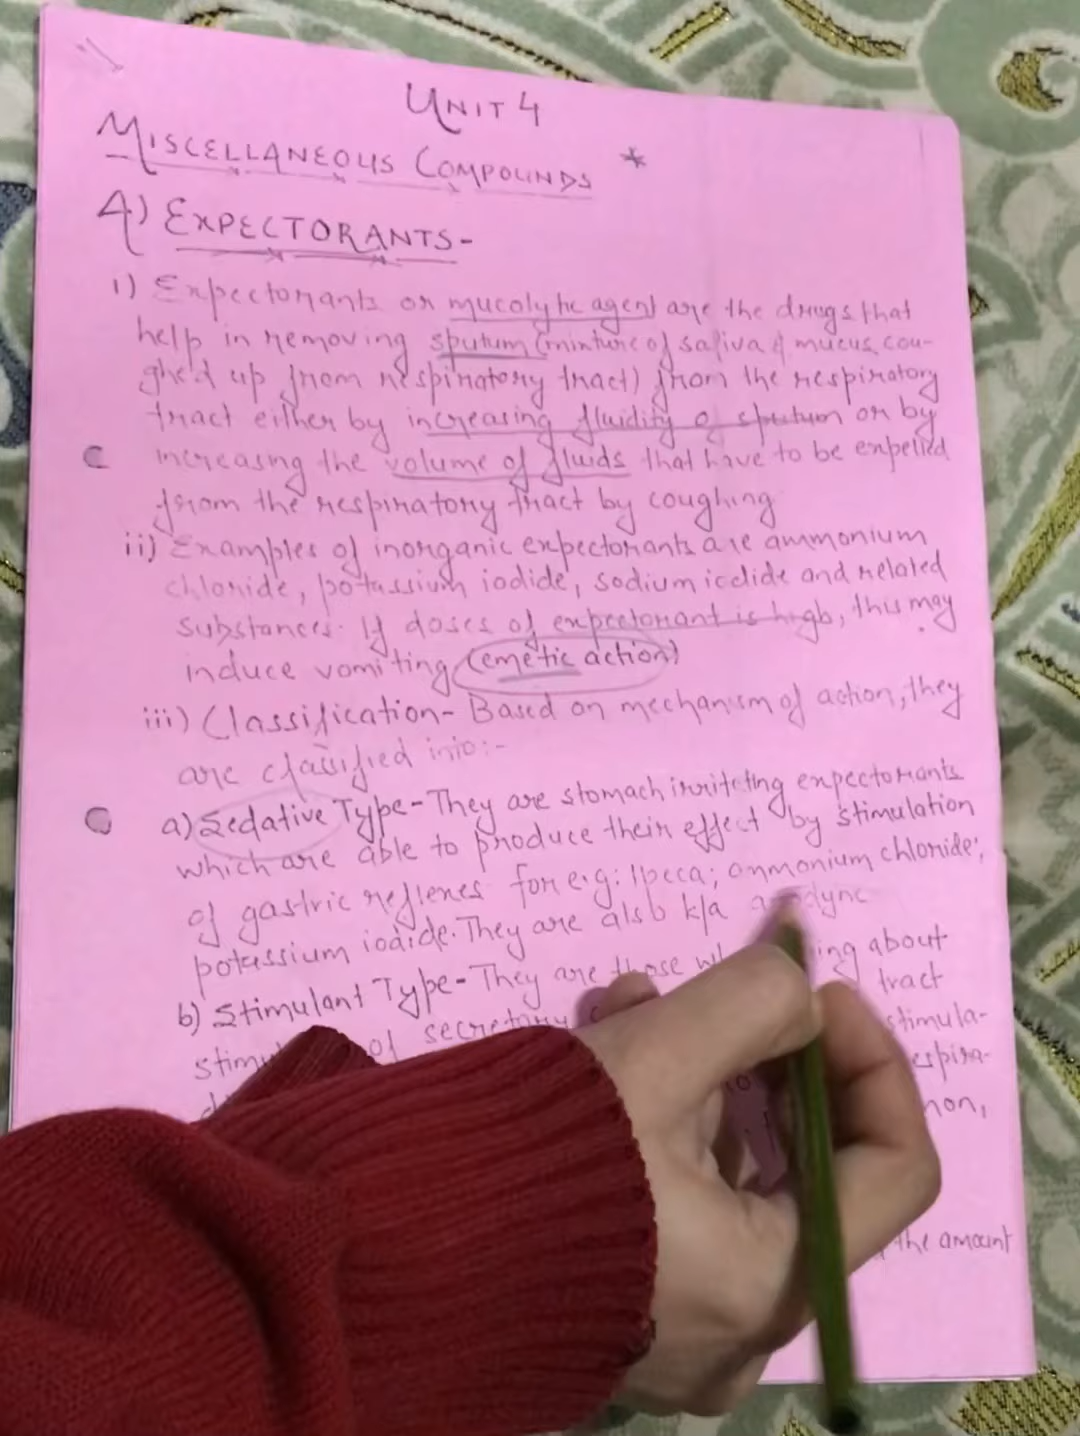 UNIT 4
MISCELLANEOUS COMPOUNDS *
A) EXPECTORANTS-
i) Expectorants or mucolytic agent are the drugs that
help in removing sputum (mixture of saliva & mucus cou-
ghed up from respiratory tract) from the respiratory
tract either by increasing fluidity of sputum or by
increasing the volume of fluids that have to be expelled
from the respiratory tract by coughing
ii) Examples of inorganic expectorants are ammonium
chloride, potassium iodide, sodium iodide and related
substances. If doses of expectorant is high, this may
induce vomiting (emetic action)
iii) Classification- Based on mechanism of action, they
are classified into:-
a) Sedative Type- They are stomach irritating expectorants
which are able to produce their effect by stimulation
of gastric reflexes for e.g: Ipeca; ammonium chloride;
potassium iodide. They are also k/a
b) Stimulant Type- They are those about
of secretory tract
stimula-
the amount